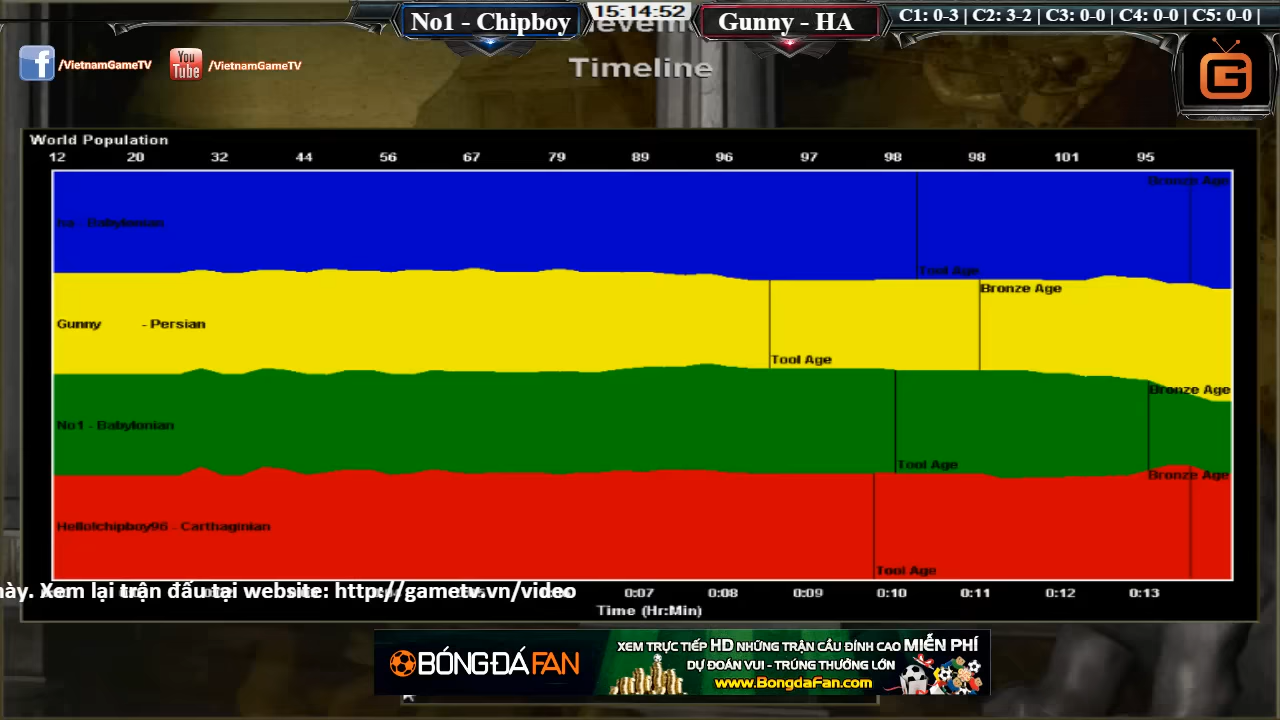 No1 - Chipboy
15:14:52
Gunny - HA
C1: 0-3 | C2: 3-2 | C3: 0-0 | C4: 0-0 | C5: 0-0 |
Timeline
/VietnamGameTV
You Tube
/VietnamGameTV
World Population
12 20 32 44 56 67 79 89 96 97 98 98 101 95
Bronze Age
Ha - Babylonian
Tool Age
Bronze Age
Gunny - Persian
Tool Age
Bronze Age
No1 - Babylonian
Tool Age
Bronze Age
Hello!chipboy96 - Carthaginian
Tool Age
này. Xem lại trận đấu tại website: http://gametv.vn/video
0:07 0:08 0:09 0:10 0:11 0:12 0:13
Time (Hr:Min)
BÓNGĐÁFAN
XEM TRỰC TIẾP HD NHỮNG TRẬN CẦU ĐỈNH CAO MIỄN PHÍ
DỰ ĐOÁN VUI - TRÚNG THƯỞNG LỚN
www.BongdaFan.com